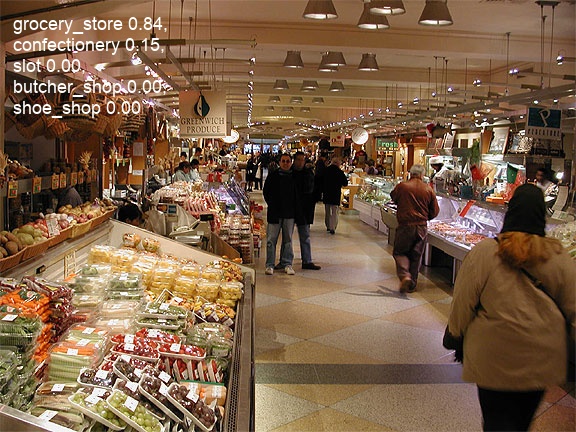 grocery_store 0.84,
confectionery 0.15,
slot 0.00,
butcher_shop 0.00,
shoe_shop 0.00
GREENWICH
PRODUCE